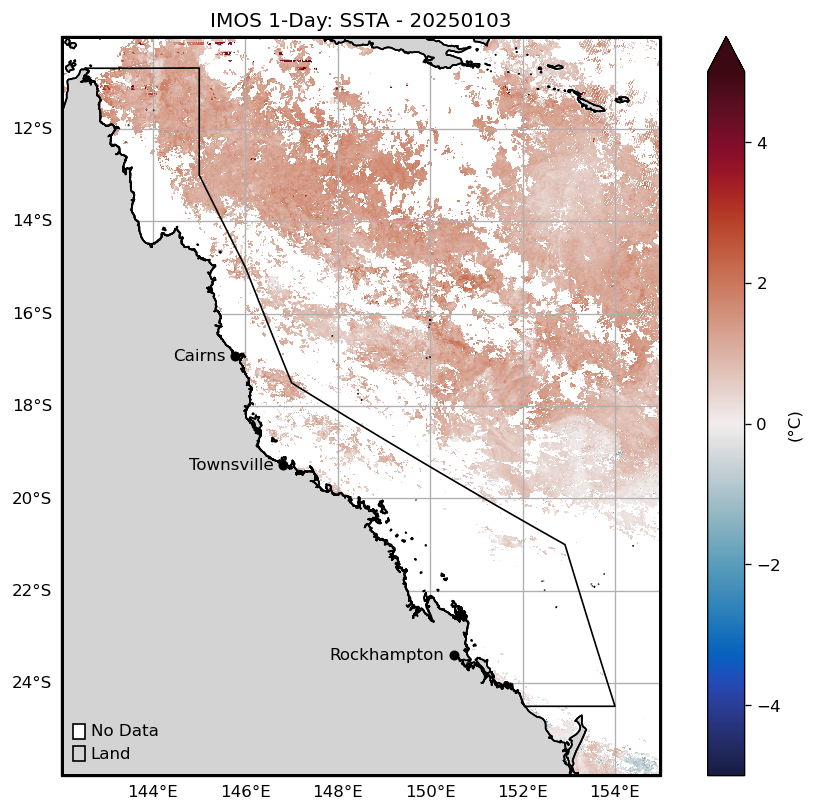 IMOS 1-Day: SSTA - 20250103
12°S
14°S
16°S
18°S
20°S
22°S
24°S
Cairns
Townsville
Rockhampton
No Data
Land
144°E 146°E 148°E 150°E 152°E 154°E
4
2
0
−2
−4
(°C)